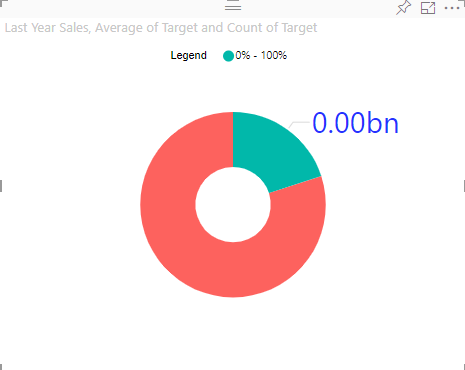 Last Year Sales, Average of Target and Count of Target
Legend 0% - 100%
0.00bn